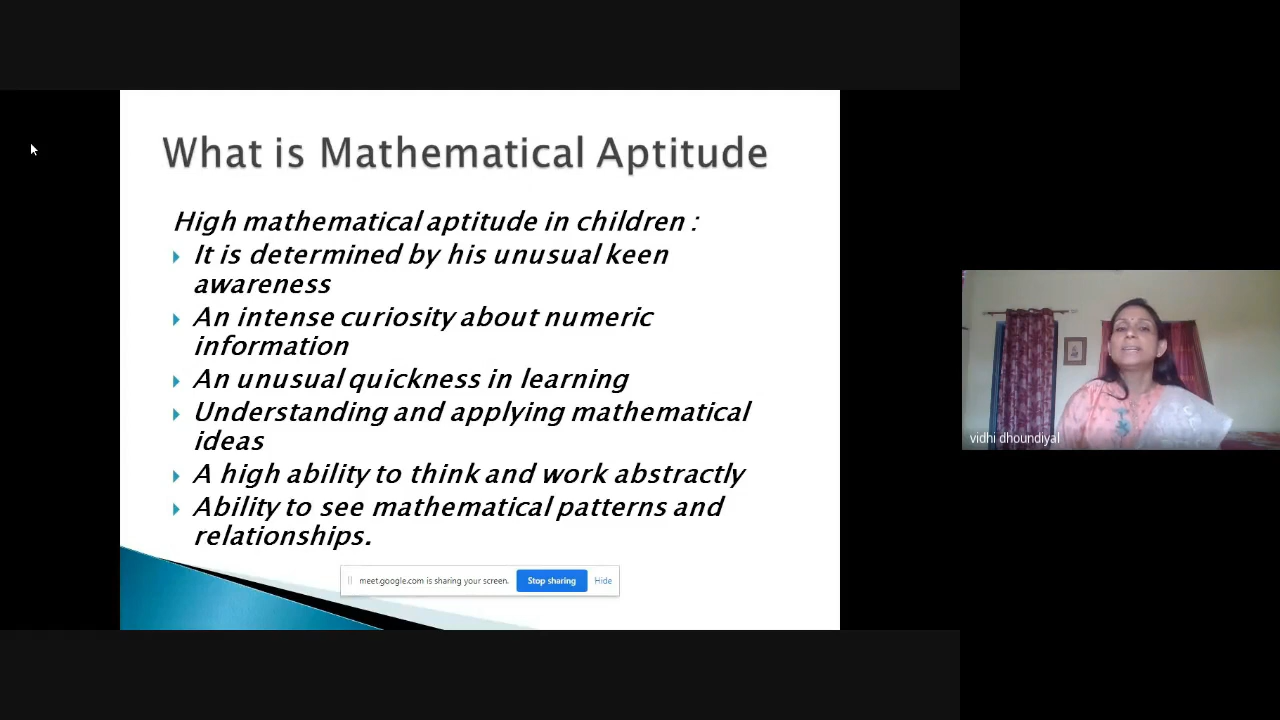 What is Mathematical Aptitude
High mathematical aptitude in children :
It is determined by his unusual keen
awareness
An intense curiosity about numeric
information
An unusual quickness in learning
Understanding and applying mathematical
ideas
A high ability to think and work abstractly
Ability to see mathematical patterns and
relationships.
meet.google.com is sharing your screen.
Stop sharing
Hide
vidhi dhoundiyal